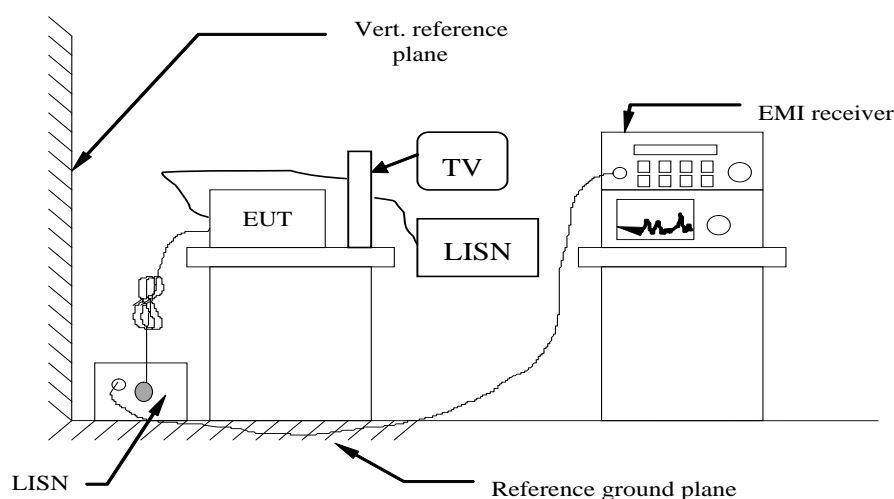 Vert. reference
plane
EMI receiver
TV
EUT
LISN
LISN
Reference ground plane